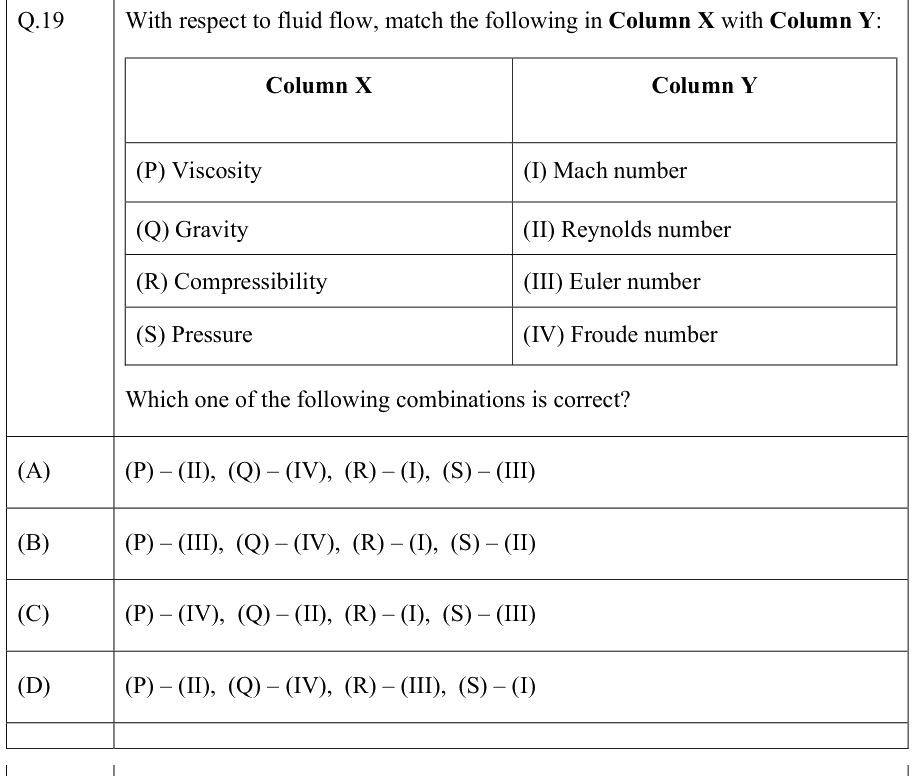 Q.19 With respect to fluid flow, match the following in Column X with Column Y:
Column X Column Y
(P) Viscosity (I) Mach number
(Q) Gravity (II) Reynolds number
(R) Compressibility (III) Euler number
(S) Pressure (IV) Froude number
Which one of the following combinations is correct?
(A) (P) – (II), (Q) – (IV), (R) – (I), (S) – (III)
(B) (P) – (III), (Q) – (IV), (R) – (I), (S) – (II)
(C) (P) – (IV), (Q) – (II), (R) – (I), (S) – (III)
(D) (P) – (II), (Q) – (IV), (R) – (III), (S) – (I)